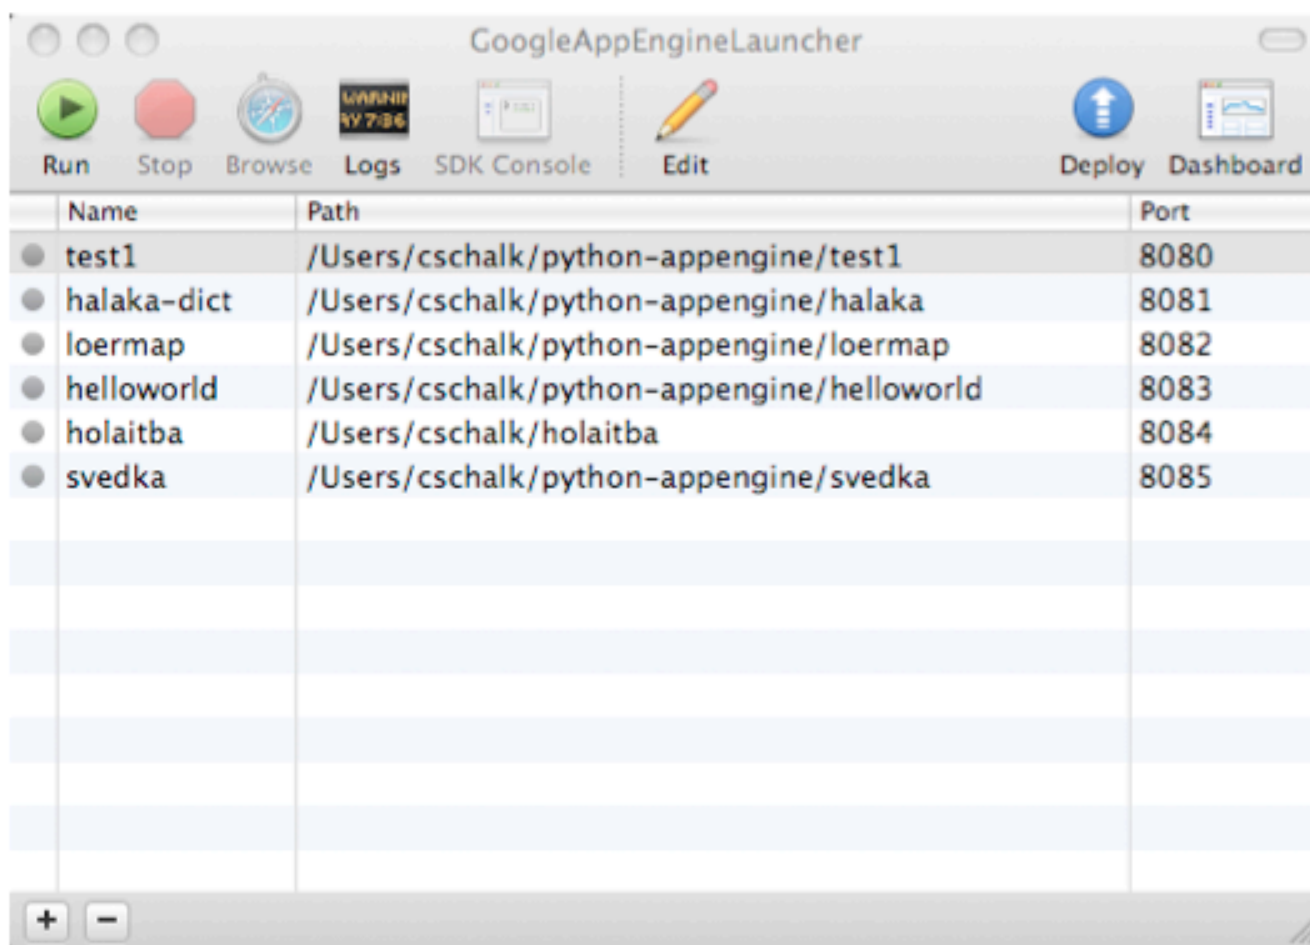 GoogleAppEngineLauncher
Run Stop Browse Logs SDK Console Edit Deploy Dashboard
Name Path Port
test1 /Users/cschalk/python-appengine/test1 8080
halaka-dict /Users/cschalk/python-appengine/halaka 8081
loermap /Users/cschalk/python-appengine/loermap 8082
helloworld /Users/cschalk/python-appengine/helloworld 8083
holaitba /Users/cschalk/holaitba 8084
svedka /Users/cschalk/python-appengine/svedka 8085